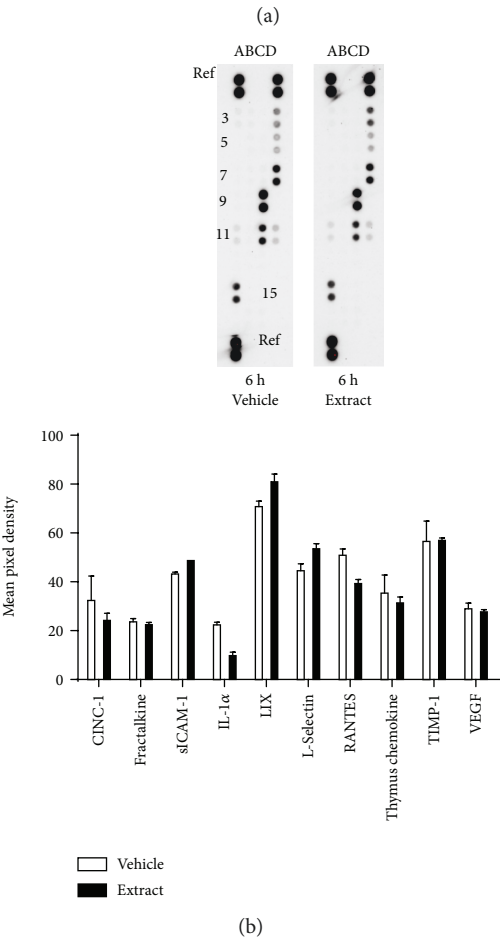 (a)
ABCD ABCD
Ref
3
5
7
9
11
15
Ref
6 h 6 h
Vehicle Extract
100
80
60
40
20
0
Mean pixel density
CINC-1
Fractalkine
sICAM-1
IL-1α
LIX
L-Selectin
RANTES
Thymus chemokine
TIMP-1
VEGF
Vehicle
Extract
(b)